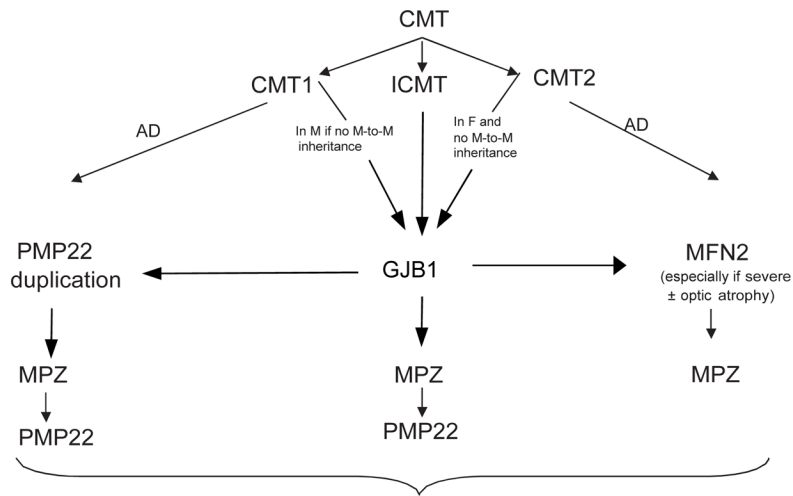 CMT
CMT1
ICMT
CMT2
AD
In M if no M-to-M
inheritance
In F and
no M-to-M
inheritance
AD
PMP22
duplication
GJB1
MFN2
(especially if severe
± optic atrophy)
MPZ
MPZ
MPZ
PMP22
PMP22